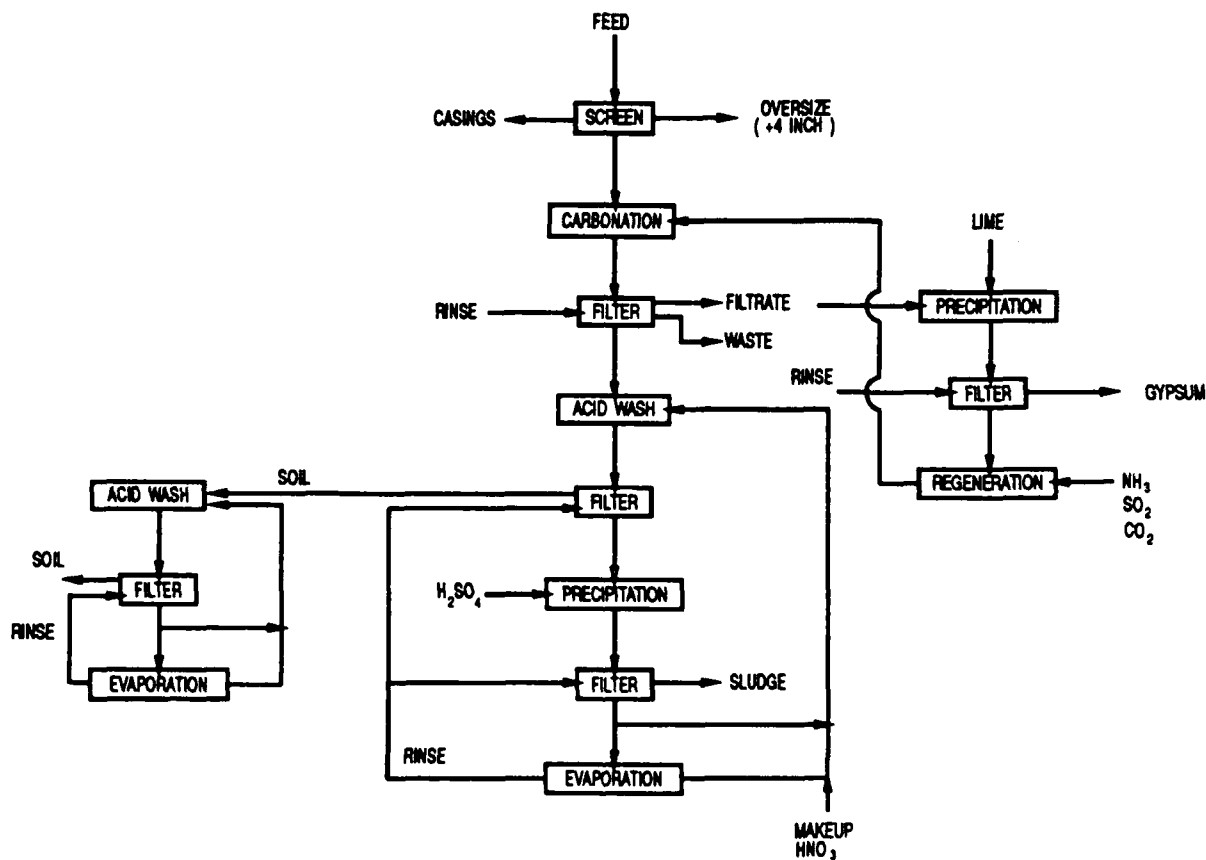 FEED
CASINGS
SCREEN
OVERSIZE
( +4 INCH )
CARBONATION
LIME
RINSE
FILTER
FILTRATE
WASTE
PRECIPITATION
RINSE
FILTER
GYPSUM
ACID WASH
REGENERATION
NH₃
SO₂
CO₂
SOIL
ACID WASH
FILTER
SOIL
FILTER
RINSE
EVAPORATION
H₂SO₄
PRECIPITATION
FILTER
SLUDGE
RINSE
EVAPORATION
MAKEUP
HNO₃